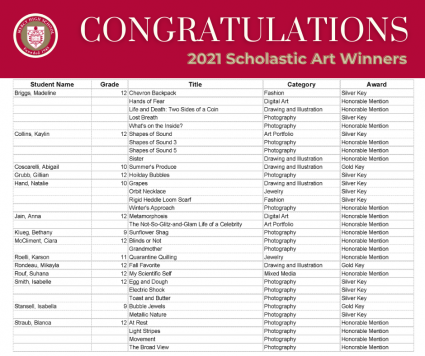 CONGRATULATIONS
2021 Scholastic Art Winners
Student Name Grade Title Category Award
Briggs, Madeline 12 Chevron Backpack Fashion Silver Key
Hands of Fear Digital Art Honorable Mention
Life and Death: Two Sides of a Coin Drawing and Illustration Honorable Mention
Lost Breath Photography Silver Key
What's on the Inside? Photography Honorable Mention
Collins, Kaylin 12 Shapes of Sound Art Portfolio Silver Key
Shapes of Sound 3 Photography Honorable Mention
Shapes of Sound 5 Photography Honorable Mention
Sister Drawing and Illustration Honorable Mention
Coscarelli, Abigail 10 Summer's Produce Drawing and Illustration Gold Key
Grubb, Gillian 12 Holiday Bubbles Photography Silver Key
Hand, Natalie 10 Grapes Drawing and Illustration Silver Key
Orbit Necklace Jewelry Silver Key
Rigid Heddle Loom Scarf Fashion Silver Key
Winter's Approach Photography Honorable Mention
Jain, Anna 12 Metamorphosis Digital Art Honorable Mention
The Not-So-Glitz-and-Glam Life of a Celebrity Art Portfolio Honorable Mention
Klueg, Bethany 9 Sunflower Shag Photography Honorable Mention
McCliment, Ciara 12 Blinds or Not Photography Honorable Mention
Grandmother Photography Honorable Mention
Roelli, Karson 11 Quarantine Quilling Jewelry Honorable Mention
Rondeau, Mikayla 12 Fall Favorite Drawing and Illustration Gold Key
Rouf, Suhana 12 My Scientific Self Mixed Media Honorable Mention
Smith, Isabelle 12 Egg and Dough Photography Silver Key
Electric Shock Photography Silver Key
Toast and Butter Photography Silver Key
Stansell, Isabella 9 Bubble Jewels Photography Gold Key
Metallic Nature Photography Silver Key
Straub, Bianca 12 At Rest Photography Honorable Mention
Light Stripes Photography Honorable Mention
Movement Photography Honorable Mention
The Broad View Photography Honorable Mention